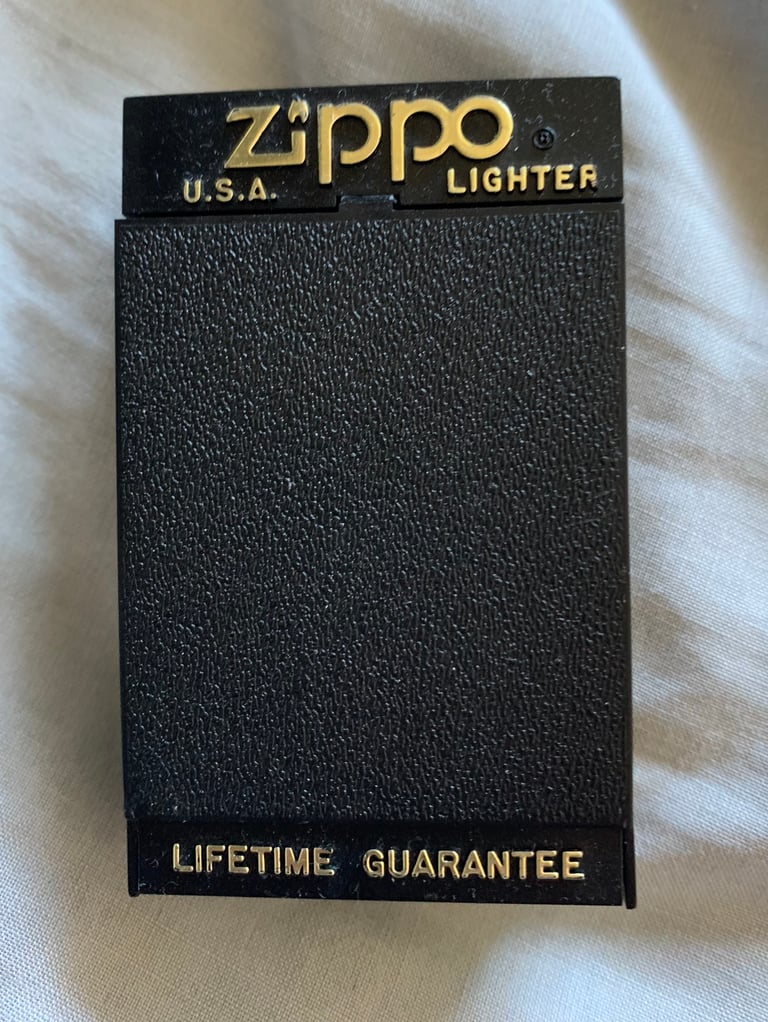 Zippo ®
U.S.A. LIGHTER
LIFETIME GUARANTEE